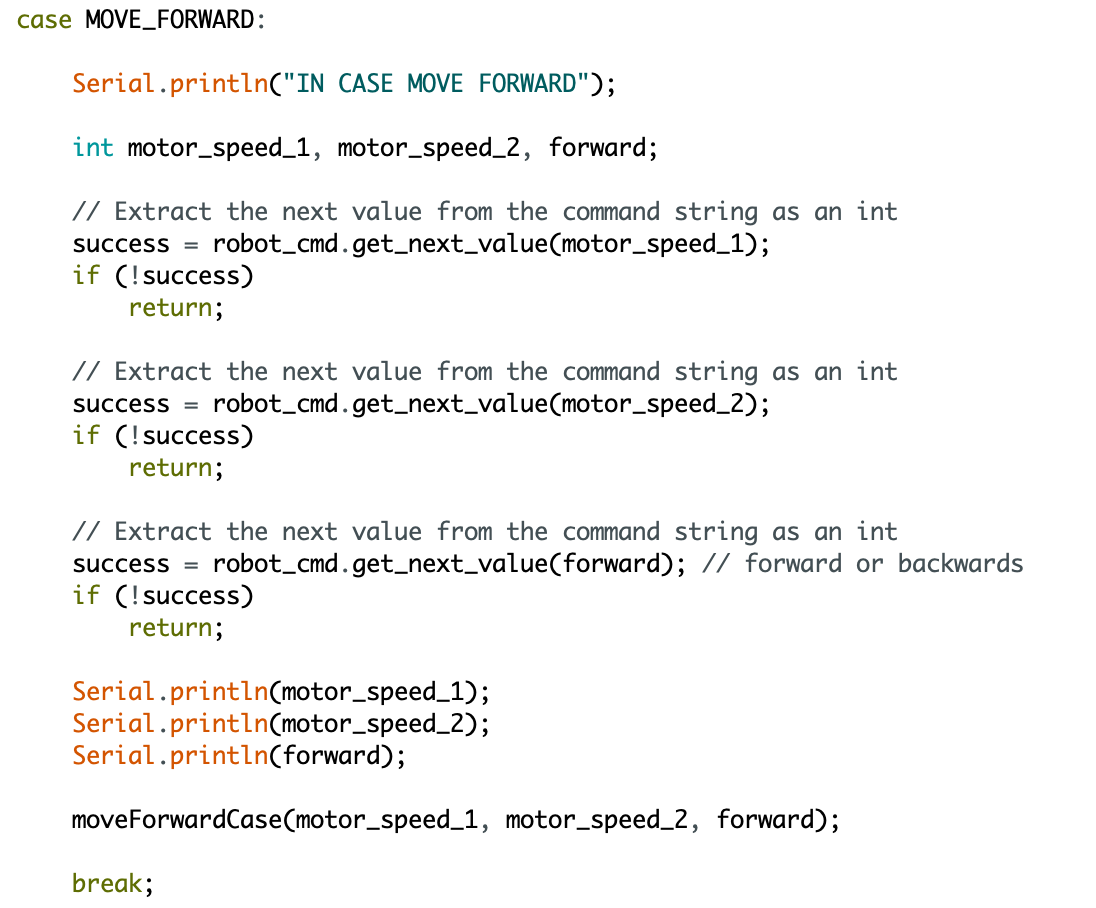 case MOVE_FORWARD:
Serial.println("IN CASE MOVE FORWARD");
int motor_speed_1, motor_speed_2, forward;
// Extract the next value from the command string as an int
success = robot_cmd.get_next_value(motor_speed_1);
if (!success)
return;
// Extract the next value from the command string as an int
success = robot_cmd.get_next_value(motor_speed_2);
if (!success)
return;
// Extract the next value from the command string as an int
success = robot_cmd.get_next_value(forward); // forward or backwards
if (!success)
return;
Serial.println(motor_speed_1);
Serial.println(motor_speed_2);
Serial.println(forward);
moveForwardCase(motor_speed_1, motor_speed_2, forward);
break;